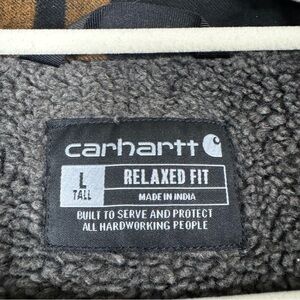 carhartt
L
TALL
RELAXED FIT
MADE IN INDIA
BUILT TO SERVE AND PROTECT
ALL HARDWORKING PEOPLE